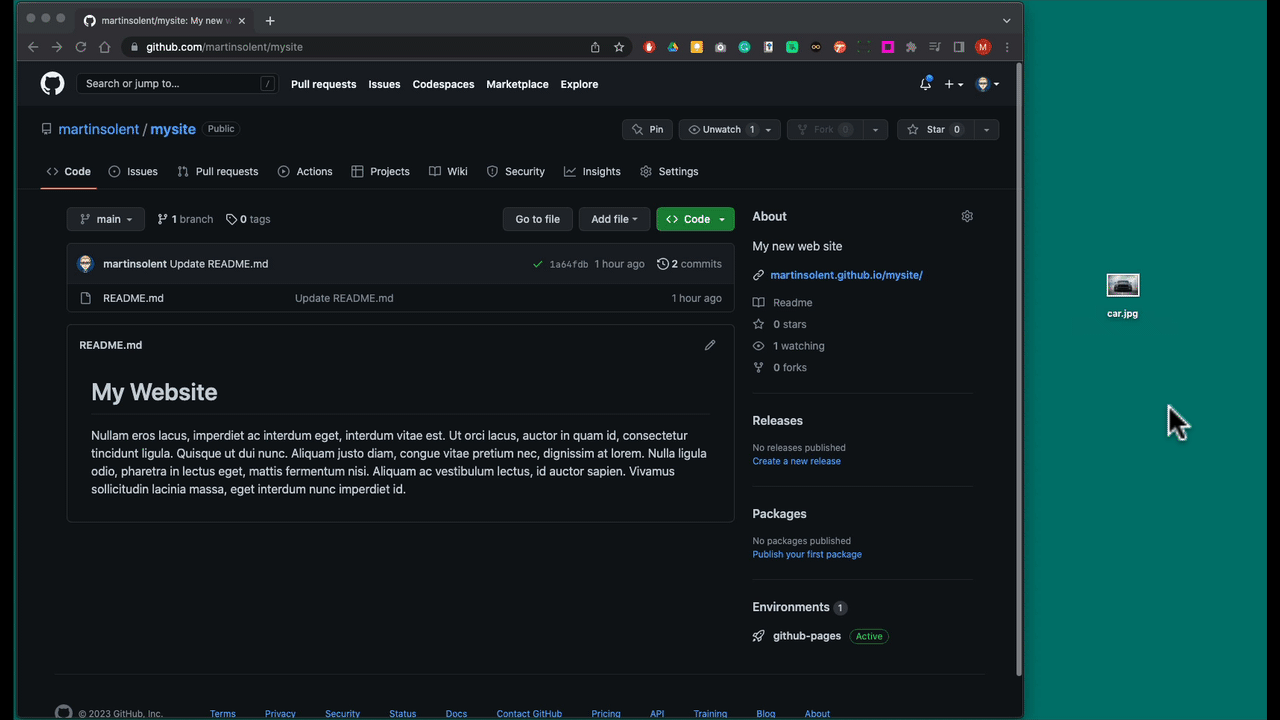 martinsolent/mysite: My new w
github.com/martinsolent/mysite
M
Search or jump to... /
Pull requests Issues Codespaces Marketplace Explore
martinsolent / mysite Public
Pin Unwatch 1 Fork 0 Star 0
Code Issues Pull requests Actions Projects Wiki Security Insights Settings
main 1 branch 0 tags Go to file Add file Code
martinsolent Update README.md 1a64fdb 1 hour ago 2 commits
README.md Update README.md 1 hour ago
README.md
My Website
Nullam eros lacus, imperdiet ac interdum eget, interdum vitae est. Ut orci lacus, auctor in quam id, consectetur
tincidunt ligula. Quisque ut dui nunc. Aliquam justo diam, congue vitae pretium nec, dignissim at lorem. Nulla ligula
odio, pharetra in lectus eget, mattis fermentum nisi. Aliquam ac vestibulum lectus, id auctor sapien. Vivamus
sollicitudin lacinia massa, eget interdum nunc imperdiet id.
About
My new web site
martinsolent.github.io/mysite/
Readme
0 stars
1 watching
0 forks
Releases
No releases published
Create a new release
Packages
No packages published
Publish your first package
Environments 1
github-pages Active
© 2023 GitHub, Inc. Terms Privacy Security Status Docs Contact GitHub Pricing API Training Blog About
car.jpg